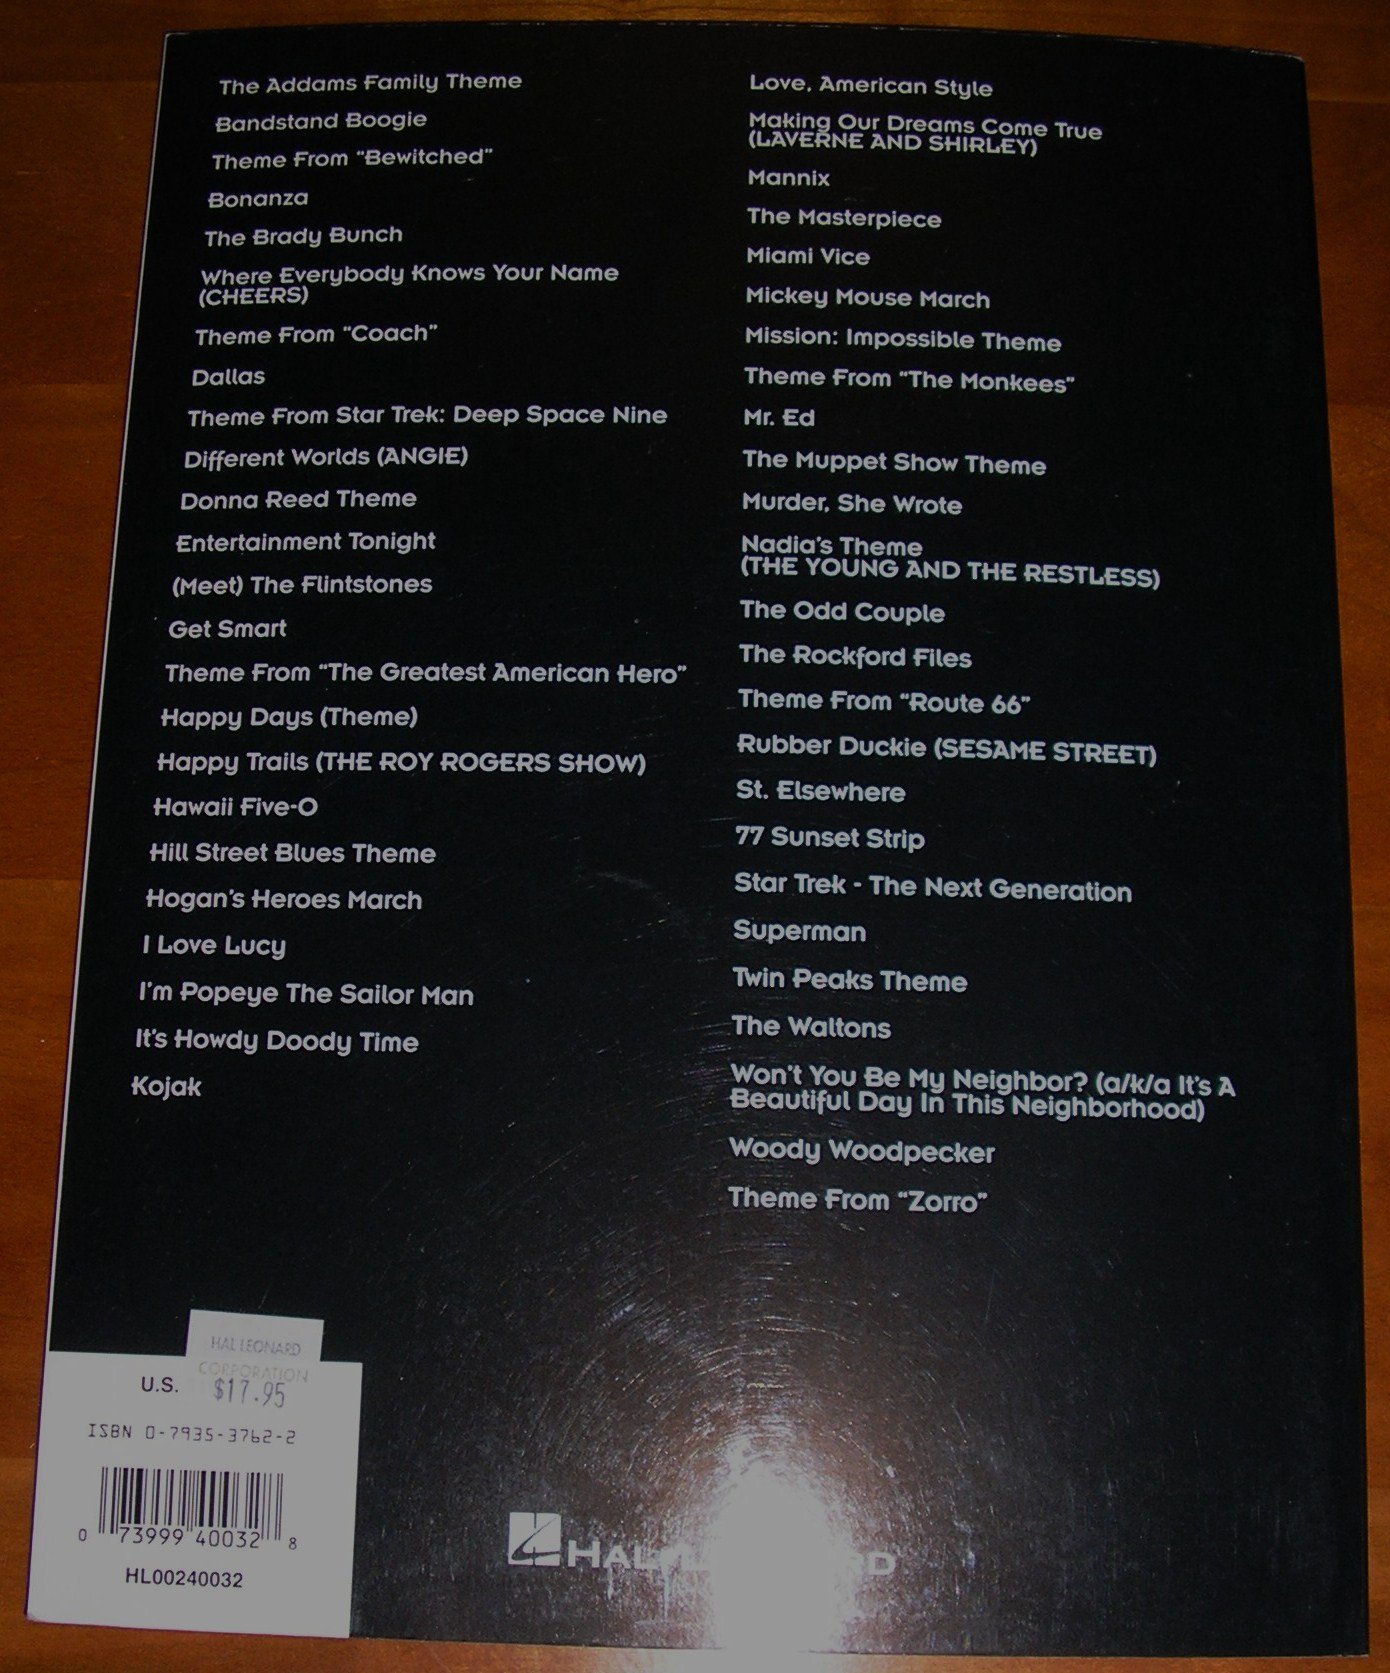 The Addams Family Theme
Bandstand Boogie
Theme From "Bewitched"
Bonanza
The Brady Bunch
Where Everybody Knows Your Name
(CHEERS)
Theme From "Coach"
Dallas
Theme From Star Trek: Deep Space Nine
Different Worlds (ANGIE)
Donna Reed Theme
Entertainment Tonight
(Meet) The Flintstones
Get Smart
Theme From "The Greatest American Hero"
Happy Days (Theme)
Happy Trails (THE ROY ROGERS SHOW)
Hawaii Five-O
Hill Street Blues Theme
Hogan's Heroes March
I Love Lucy
I'm Popeye The Sailor Man
It's Howdy Doody Time
Kojak
Love, American Style
Making Our Dreams Come True
(LAVERNE AND SHIRLEY)
Mannix
The Masterpiece
Miami Vice
Mickey Mouse March
Mission: Impossible Theme
Theme From "The Monkees"
Mr. Ed
The Muppet Show Theme
Murder, She Wrote
Nadia's Theme
(THE YOUNG AND THE RESTLESS)
The Odd Couple
The Rockford Files
Theme From "Route 66"
Rubber Duckie (SESAME STREET)
St. Elsewhere
77 Sunset Strip
Star Trek - The Next Generation
Superman
Twin Peaks Theme
The Waltons
Won't You Be My Neighbor? (a/k/a It's A
Beautiful Day In This Neighborhood)
Woody Woodpecker
Theme From "Zorro"
HAL LEONARD
CORPORATION
U.S. $17.95
ISBN 0-7935-3762-2
0 73999 40032 8
HL00240032
HAL